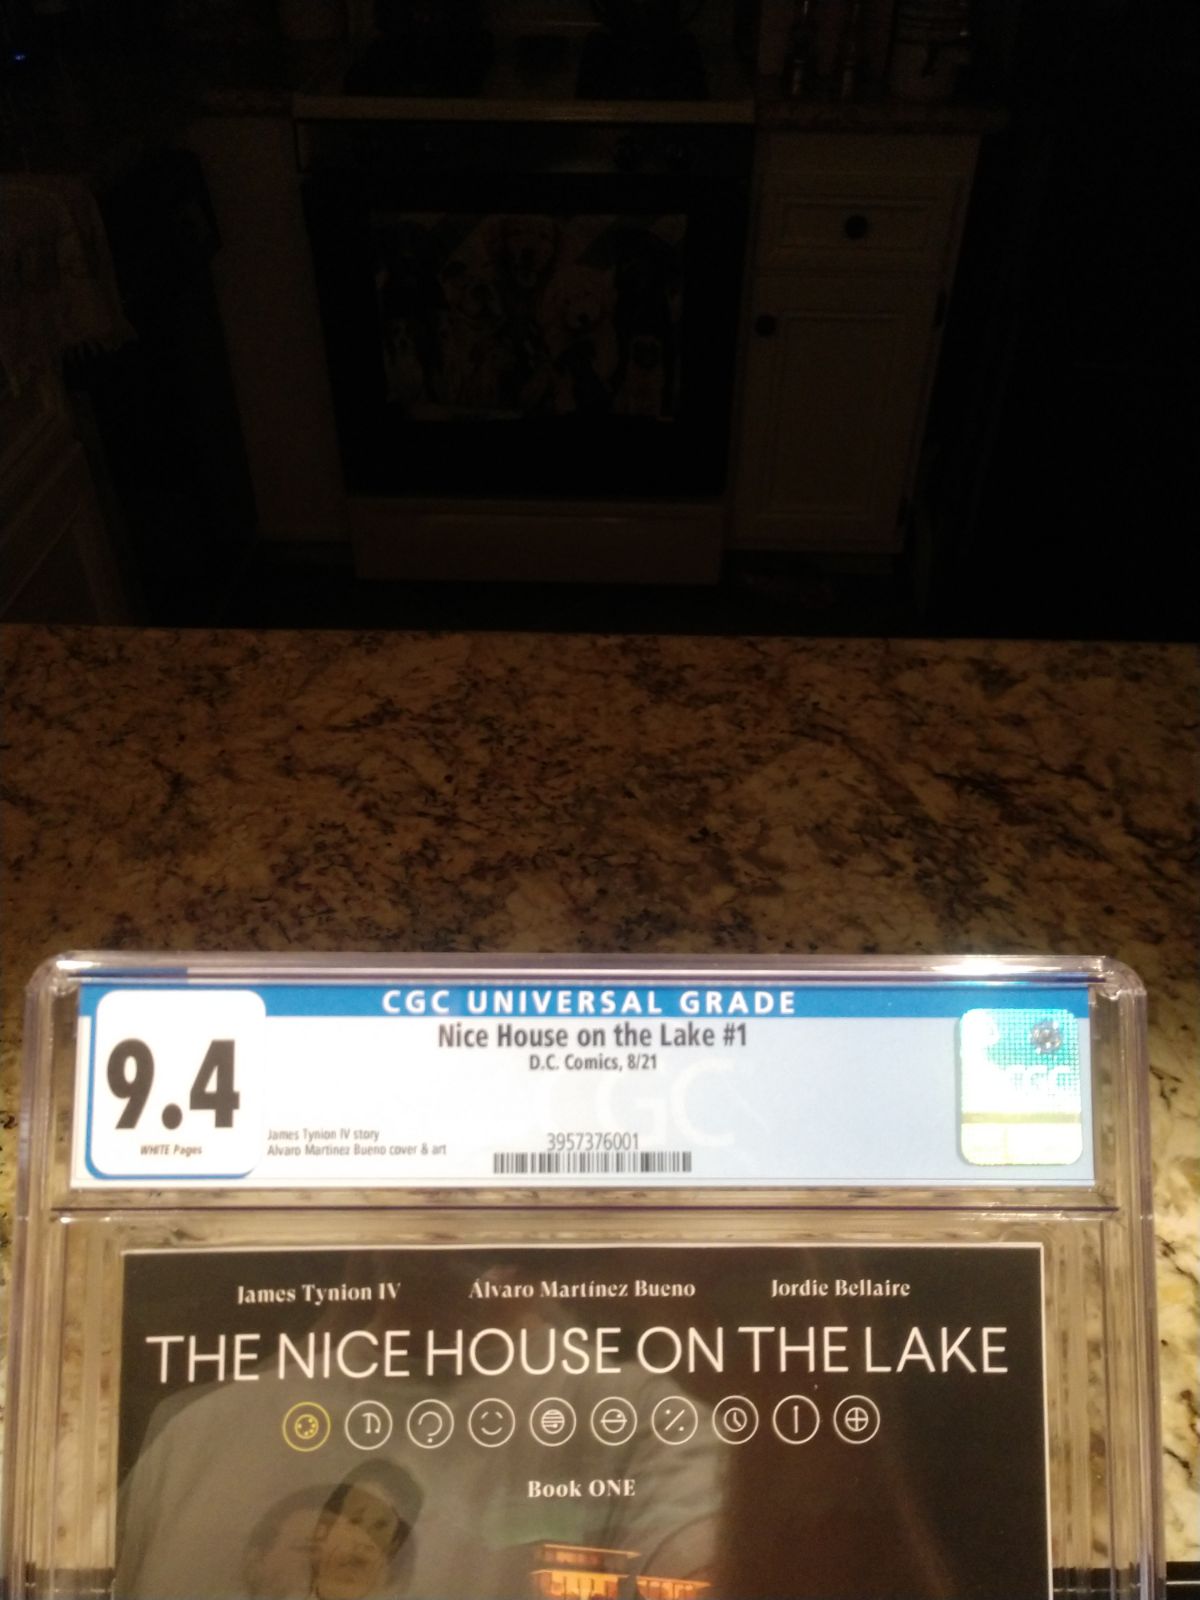 CGC UNIVERSAL GRADE
9.4
WHITE Pages
Nice House on the Lake #1
D.C. Comics, 8/21
James Tynion IV story
Alvaro Martinez Bueno cover & art
3957376001
CGC
CGC
James Tynion IV Álvaro Martínez Bueno Jordie Bellaire
THE NICE HOUSE ON THE LAKE
Book ONE